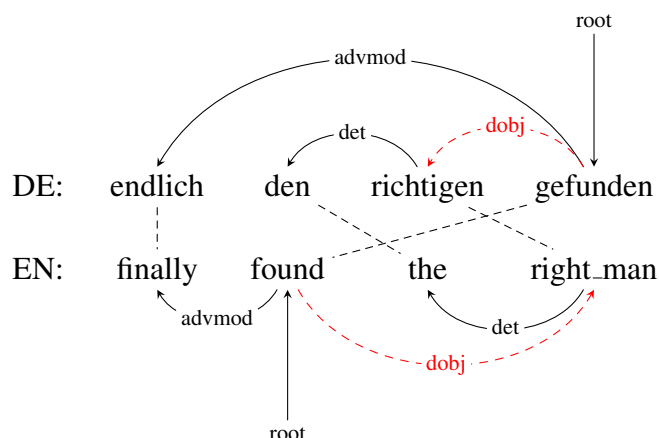 root
advmod
dobj
det
DE: endlich den richtigen gefunden
EN: finally found the right_man
advmod
det
dobj
root